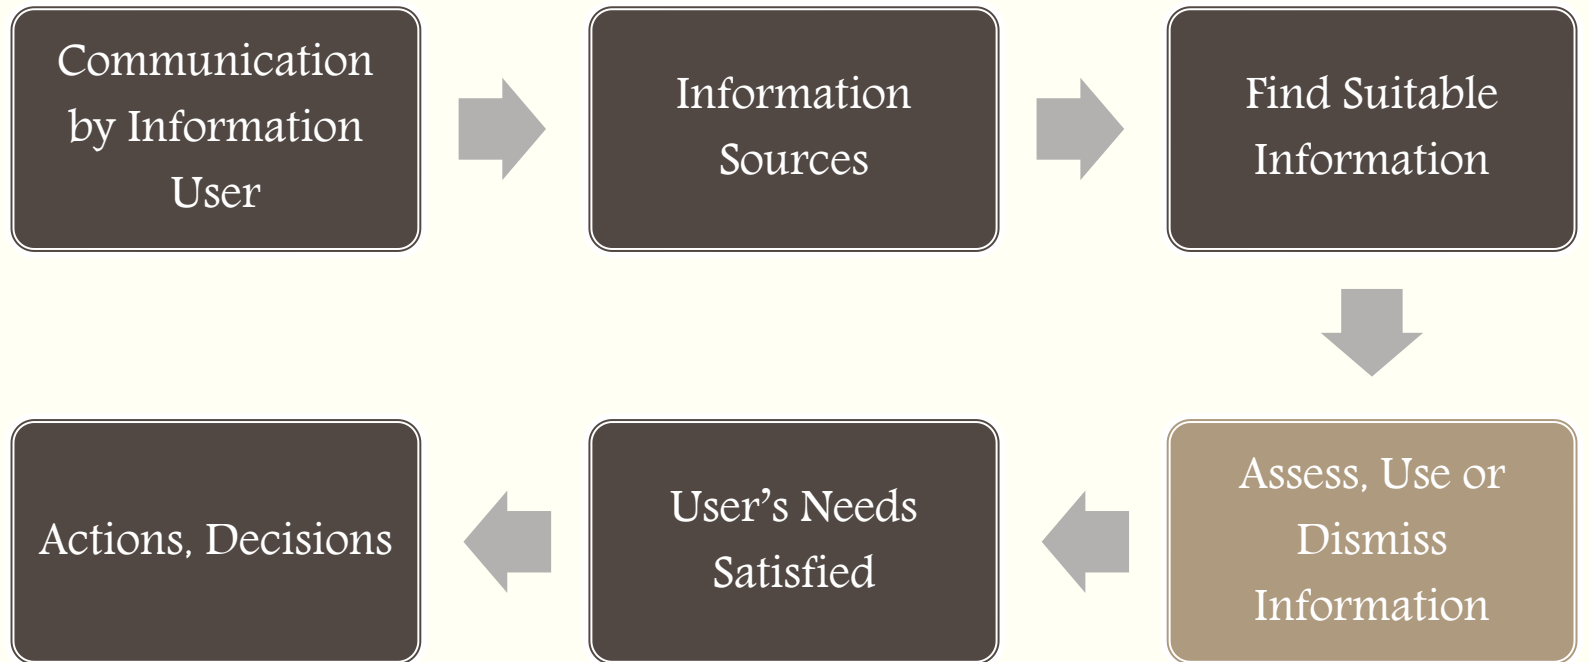 Communication
by Information
User
Information
Sources
Find Suitable
Information
Assess, Use or
Dismiss
Information
User’s Needs
Satisfied
Actions, Decisions